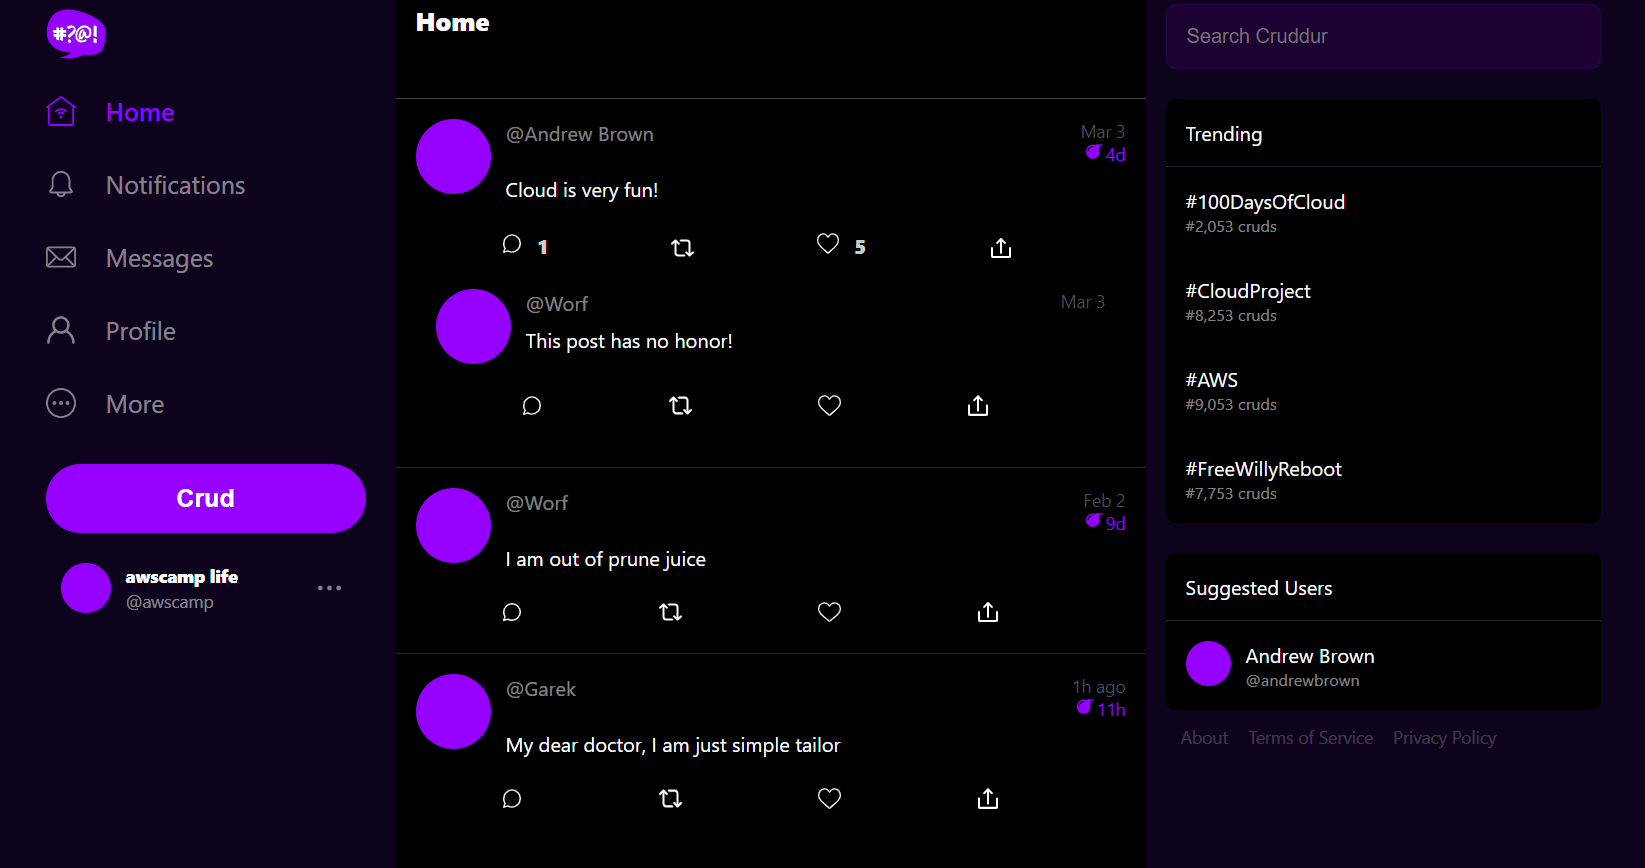 #?@!
Home
Notifications
Messages
Profile
More
Crud
awscamp life
@awscamp
Home
@Andrew Brown
Mar 3
4d
Cloud is very fun!
1
5
@Worf
Mar 3
This post has no honor!
@Worf
Feb 2
9d
I am out of prune juice
@Garek
1h ago
11h
My dear doctor, I am just simple tailor
Search Cruddur
Trending
#100DaysOfCloud
#2,053 cruds
#CloudProject
#8,253 cruds
#AWS
#9,053 cruds
#FreeWillyReboot
#7,753 cruds
Suggested Users
Andrew Brown
@andrewbrown
About Terms of Service Privacy Policy